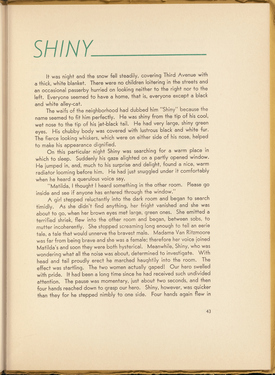 SHINY
It was night and the snow fell steadily, covering Third Avenue with
a thick, white blanket. There were no children loitering in the streets and
an occasional passerby hurried on looking neither to the right nor to the
left. Everyone seemed to have a home, that is, everyone except a black
and white alley-cat.
The waifs of the neighborhood had dubbed him "Shiny" because the
name seemed to fit him perfectly. He was shiny from the tip of his cool,
wet nose to the tip of his jet-black tail. He had very large, shiny green
eyes. His chubby body was covered with lustrous black and white fur.
The fierce looking whiskers, which were on either side of his nose, helped
to make his appearance dignified.
On this particular night Shiny was searching for a warm place in
which to sleep. Suddenly his gaze alighted on a partly opened window.
He jumped in, and, much to his surprise and delight, found a nice, warm
radiator looming before him. He had just snuggled under it comfortably
when he heard a querulous voice say,
"Matilda, I thought I heard something in the other room. Please go
inside and see if anyone has entered through the window."
A girl stepped reluctantly into the dark room and began to search
timidly. As she didn't find anything, her fright vanished and she was
about to go, when her brown eyes met large, green ones. She emitted a
terrified shriek, flew into the other room and began, between sobs, to
mutter incoherently. She stopped screaming long enough to tell an eerie
tale, a tale that would unnerve the bravest male. Madame Van Kitsmoore
was far from being brave and she was a female; therefore her voice joined
Matilda's and soon they were both hysterical. Meanwhile, Shiny, who was
wondering what all the noise was about, determined to investigate. With
head and tail proudly erect he marched haughtily into the room. The
effect was startling. The two women actually gaped! Our hero swelled
with pride. It had been a long time since he had received such undivided
attention. The pause was momentary, just about two seconds, and then
four hands reached down to grasp our hero. Shiny, however, was quicker
than they for he stepped nimbly to one side. Four hands again flew in
43